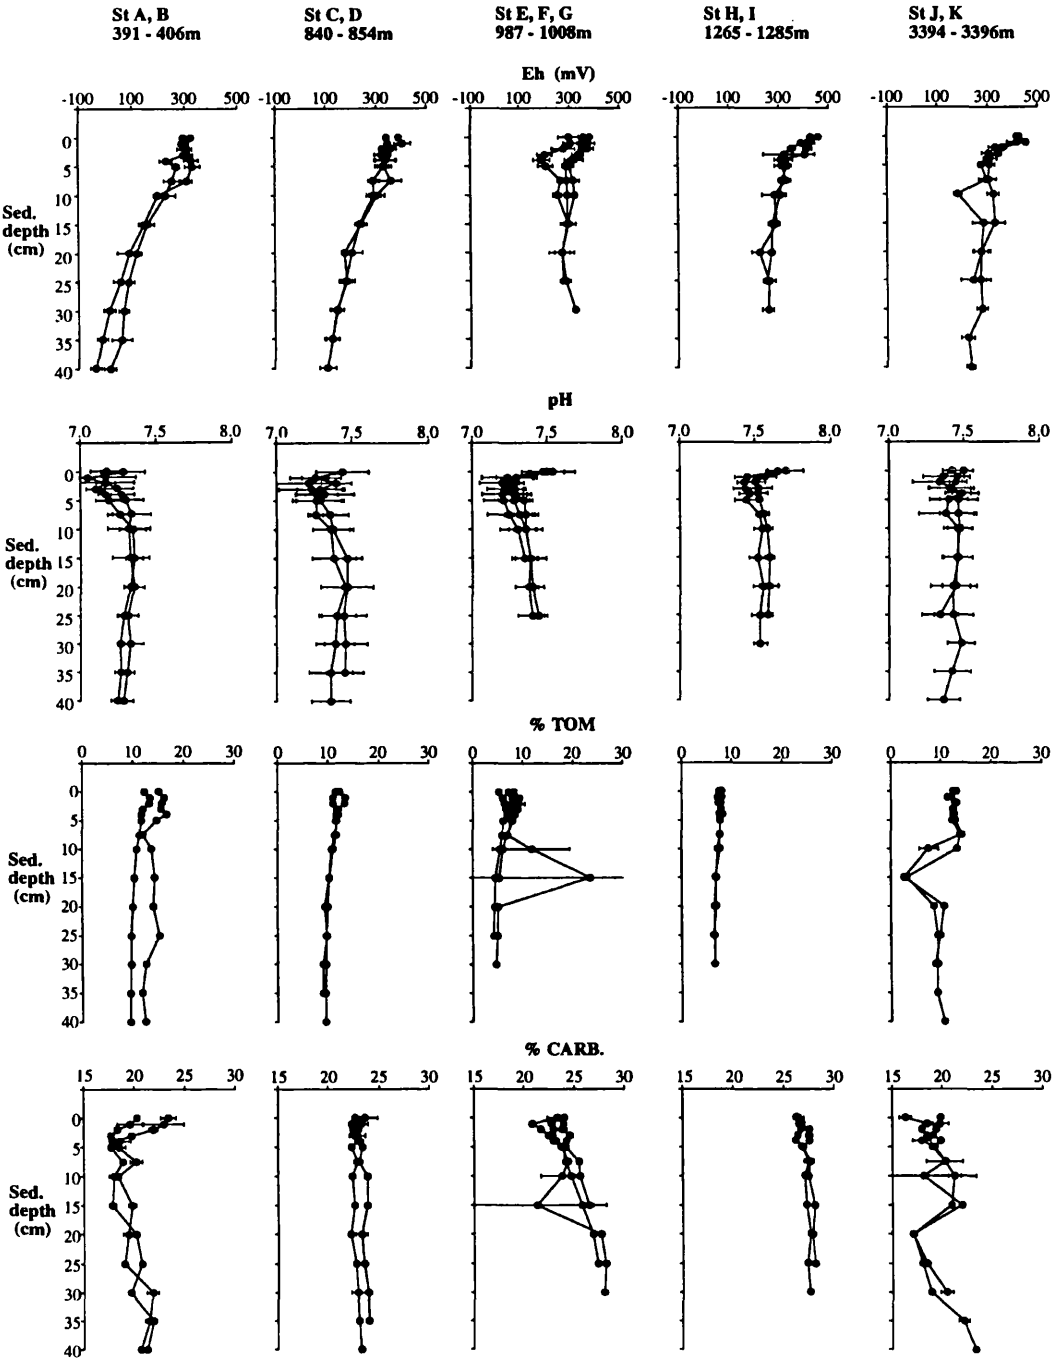 St A, B St C, D St E, F, G St H, I St J, K
391 - 406m 840 - 854m 987 - 1008m 1265 - 1285m 3394 - 3396m
Eh (mV)
-100 100 300 500 -100 100 300 500 -100 100 300 500 -100 100 300 500 -100 100 300 500
0
5
10
Sed.
depth 15
(cm)
20
25
30
35
40
pH
7.0 7.5 8.0 7.0 7.5 8.0 7.0 7.5 8.0 7.0 7.5 8.0 7.0 7.5 8.0
0
5
10
Sed.
depth 15
(cm)
20
25
30
35
40
% TOM
0 10 20 30 0 10 20 30 0 10 20 30 0 10 20 30 0 10 20 30
0
5
10
Sed.
depth 15
(cm)
20
25
30
35
40
% CARB.
15 20 25 30 15 20 25 30 15 20 25 30 15 20 25 30 15 20 25 30
0
5
10
Sed.
depth 15
(cm)
20
25
30
35
40